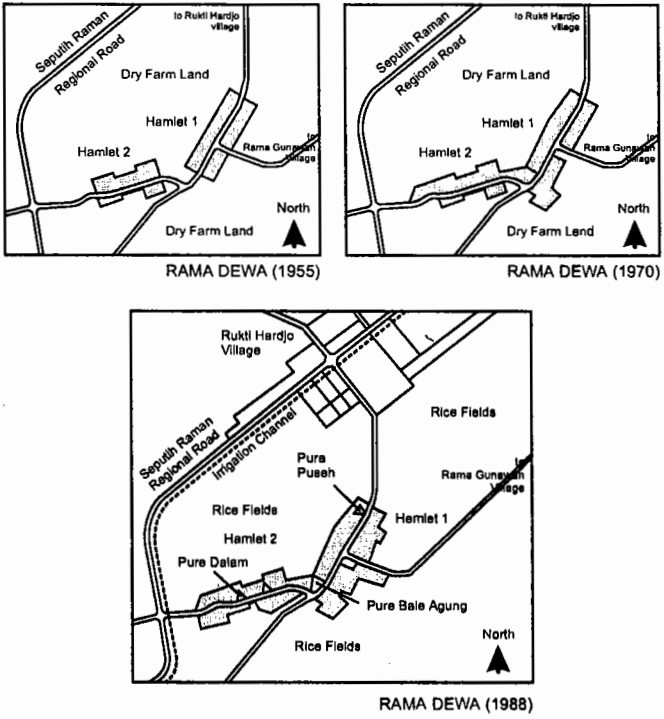 to Rukti Hardjo
village
Seputih Raman
Regional Road
Dry Farm Land
Hamlet 1
Hamlet 2
to
Rama Gunawan
Village
North
Dry Farm Land
RAMA DEWA (1955)
to Rukti Hardjo
village
Seputih Raman
Regional Road
Dry Farm Land
Hamlet 1
Hamlet 2
to
Rama Gunawan
Village
North
Dry Farm Land
RAMA DEWA (1970)
Rukti Hardjo
Village
Seputih Raman
Regional Road
Irrigation Channel
Rice Fields
to
Rama Gunawan
Village
Pura
Puseh
Rice Fields
Hamlet 1
Hamlet 2
Pure Dalam
Pure Bale Agung
North
Rice Fields
RAMA DEWA (1988)